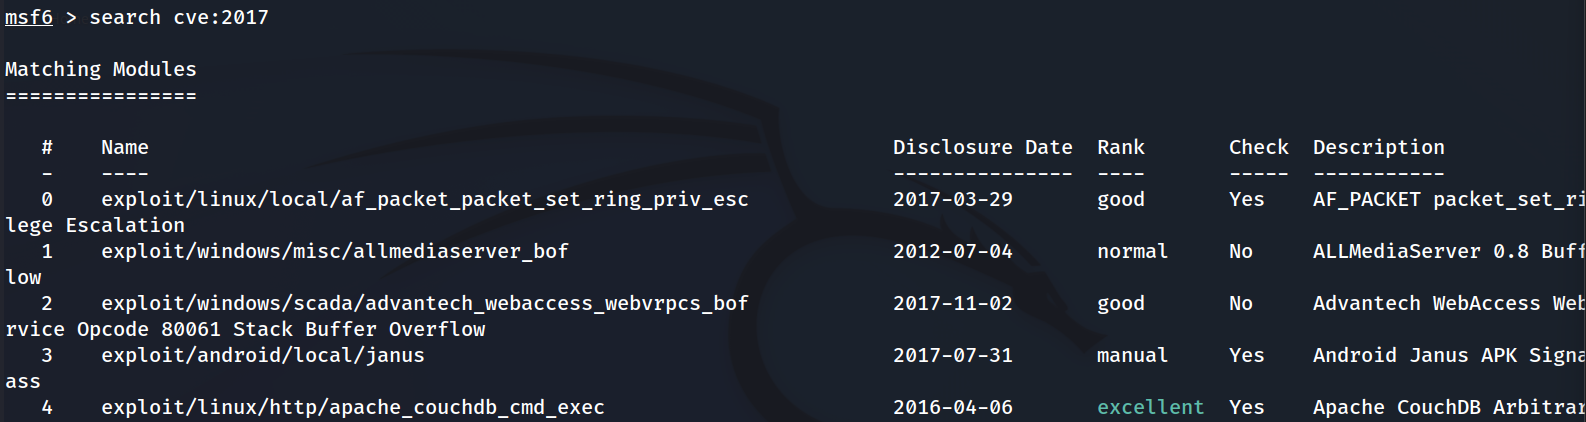 msf6 > search cve:2017
Matching Modules
================
# Name Disclosure Date Rank Check Description
- ---- --------------- ---- ----- -----------
0 exploit/linux/local/af_packet_packet_set_ring_priv_esc 2017-03-29 good Yes AF_PACKET packet_set_ri
lege Escalation
1 exploit/windows/misc/allmediaserver_bof 2012-07-04 normal No ALLMediaServer 0.8 Buff
low
2 exploit/windows/scada/advantech_webaccess_webvrpcs_bof 2017-11-02 good No Advantech WebAccess Web
rvice Opcode 80061 Stack Buffer Overflow
3 exploit/android/local/janus 2017-07-31 manual Yes Android Janus APK Signa
ass
4 exploit/linux/http/apache_couchdb_cmd_exec 2016-04-06 excellent Yes Apache CouchDB Arbitrar